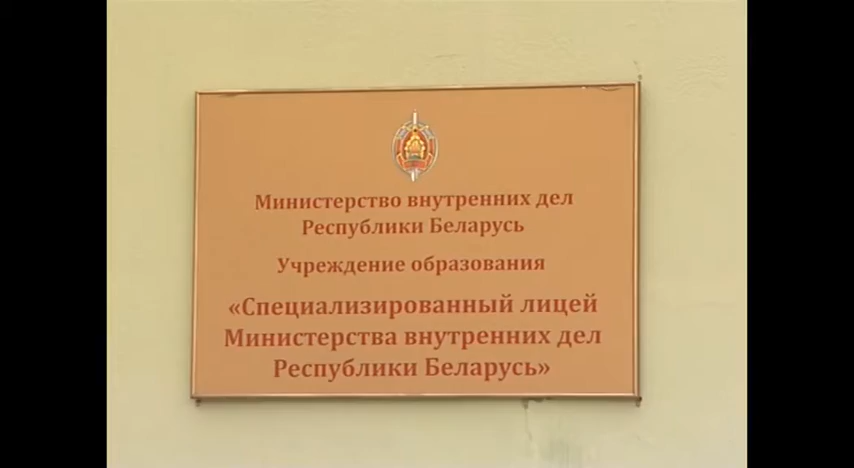 Министерство внутренних дел
Республики Беларусь
Учреждение образования
«Специализированный лицей
Министерства внутренних дел
Республики Беларусь»